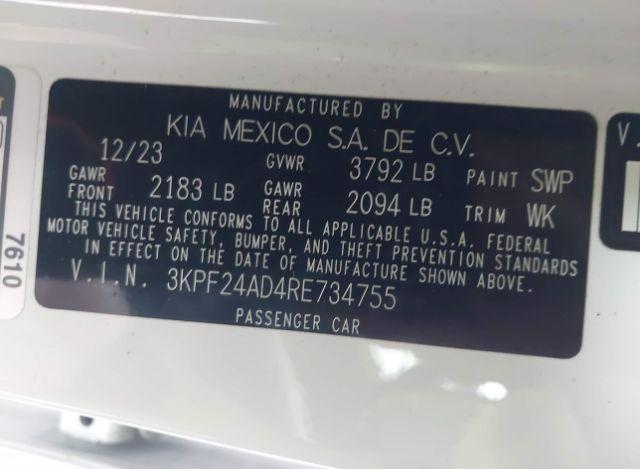 MANUFACTURED BY
KIA MEXICO S.A. DE C.V.
12/23 GVWR 3792 LB PAINT SWP
GAWR FRONT 2183 LB GAWR REAR 2094 LB TRIM WK
THIS VEHICLE CONFORMS TO ALL APPLICABLE U.S.A. FEDERAL
MOTOR VEHICLE SAFETY, BUMPER, AND THEFT PREVENTION STANDARDS
IN EFFECT ON THE DATE OF MANUFACTURE SHOWN ABOVE.
V.I.N. 3KPF24AD4RE734755
PASSENGER CAR
7610
V.